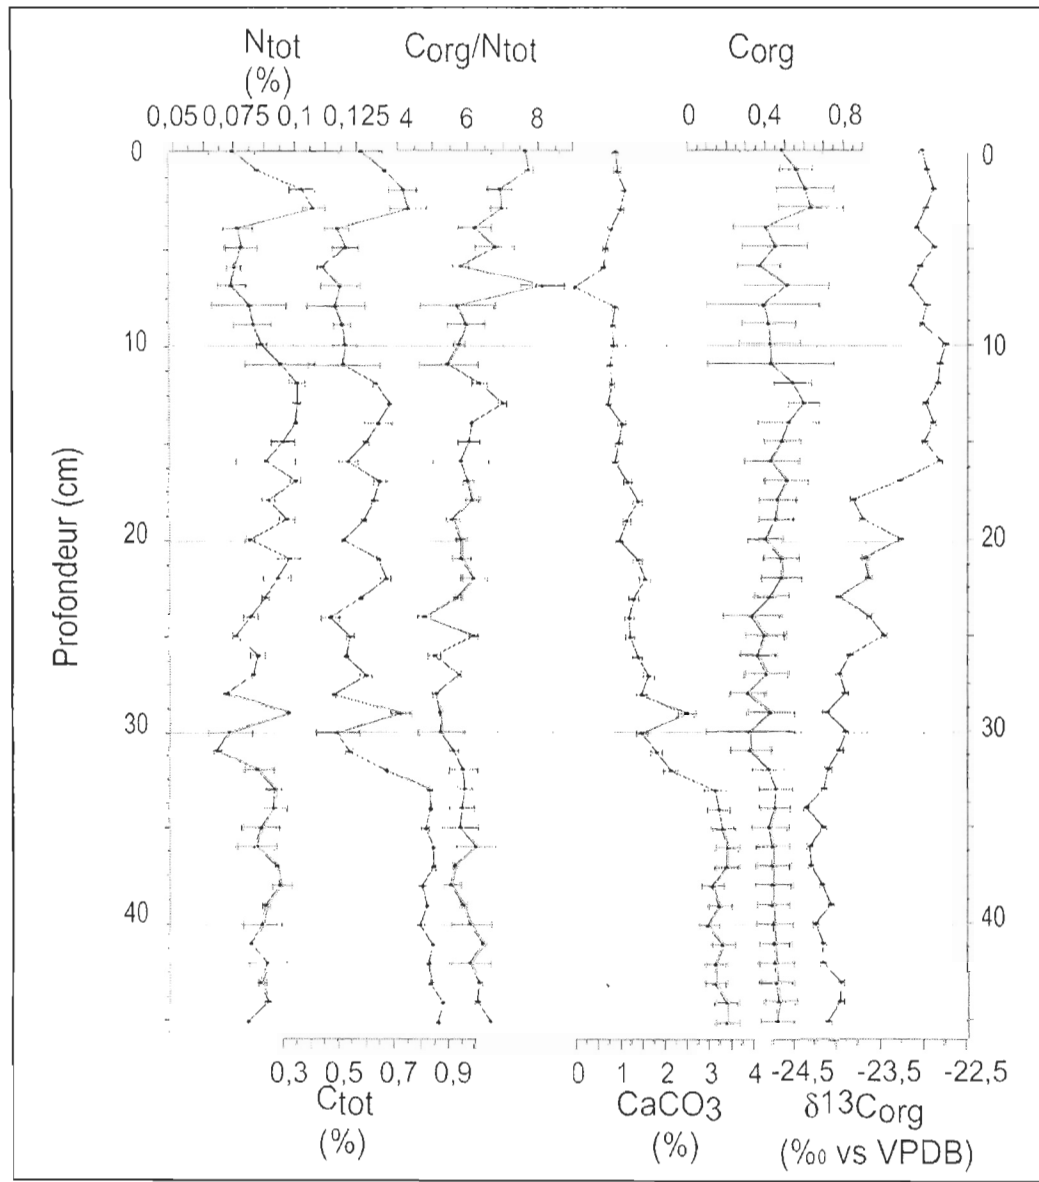 Ntot Corg/Ntot Corg
(%)
0,05 0,075 0,1 0,125 4 6 8 0 0,4 0,8
0 0
10 10
20 20
30 30
40 40
Profondeur (cm)
0,3 0,5 0,7 0,9 0 1 2 3 4 -24,5 -23,5 -22,5
Ctot CaCO3 δ13Corg
(%) (%) (‰ vs VPDB)